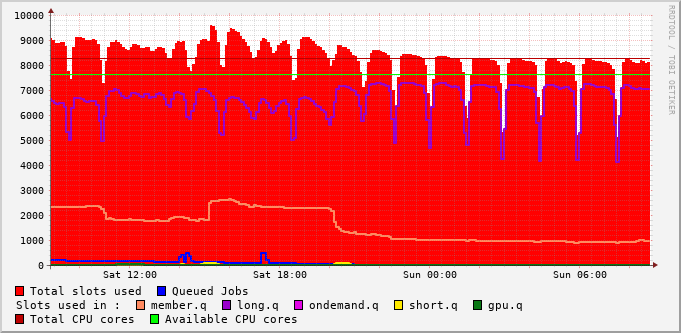 10000
9000
8000
7000
6000
5000
4000
3000
2000
1000
0
Sat 12:00 Sat 18:00 Sun 00:00 Sun 06:00
RRDTOOL / TOBI OETIKER
Total slots used Queued Jobs
Slots used in : member.q long.q ondemand.q short.q gpu.q
Total CPU cores Available CPU cores